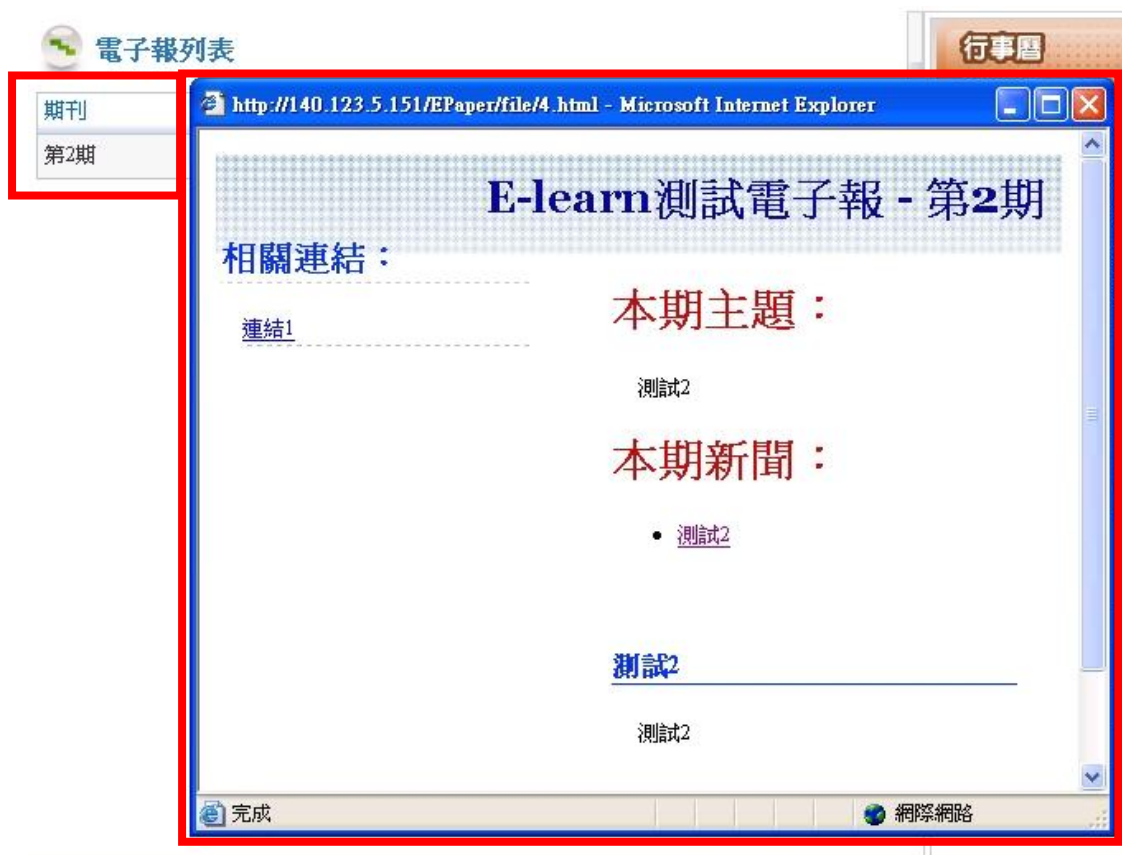 電子報列表
行事曆
期刊
第2期
http://140.123.5.151/EPaper/file/4.html - Microsoft Internet Explorer
E-learn測試電子報 - 第2期
相關連結：
連結1
本期主題：
測試2
本期新聞：
• 測試2
測試2
測試2
完成
網際網路